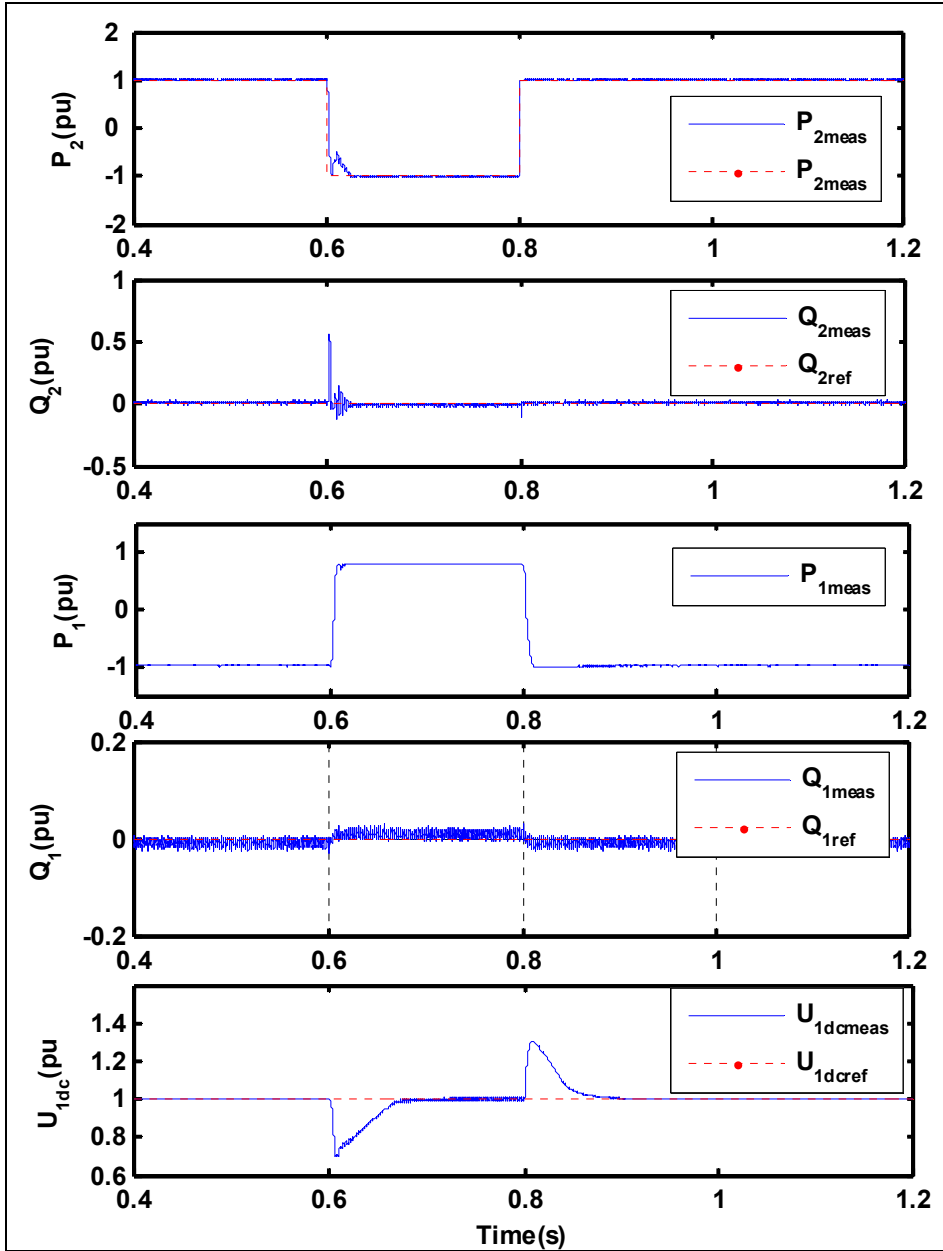 2
1
0
-1
-2
P2(pu)
P2meas
P2meas
0.4 0.6 0.8 1 1.2
1
0.5
0
-0.5
Q2(pu)
Q2meas
Q2ref
0.4 0.6 0.8 1 1.2
1
0
-1
P1(pu)
P1meas
0.4 0.6 0.8 1 1.2
0.2
0
-0.2
Q1(pu)
Q1meas
Q1ref
0.4 0.6 0.8 1 1.2
1.4
1.2
1
0.8
0.6
U1dc(pu
U1dcmeas
U1dcref
0.4 0.6 0.8 1 1.2
Time(s)